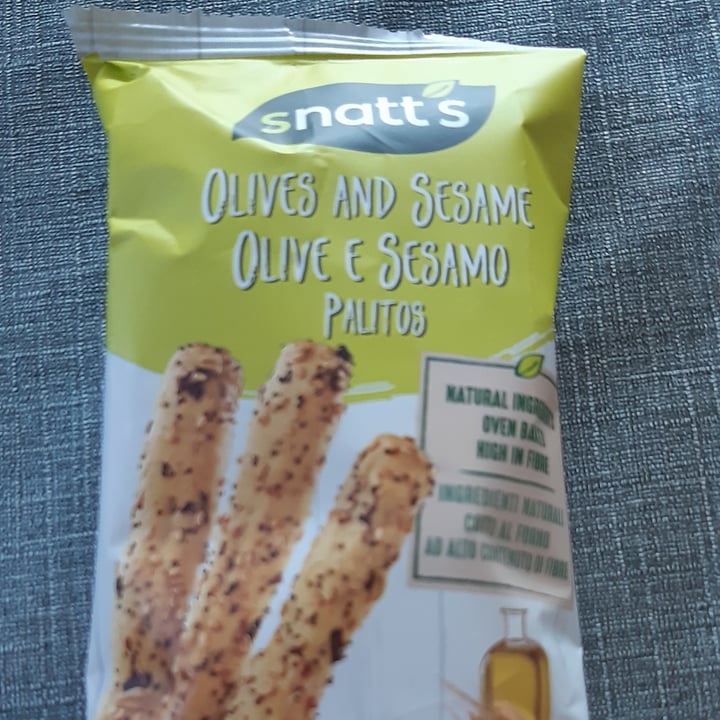 snatt's
OLIVES AND SESAME
OLIVE E SESAMO
PALITOS
NATURAL
OVEN
HIGH IN FIBRE
INGREDIENTI NATURALI
COTTI AL FORNO
AD ALTO CONTENUTO DI FIBRE